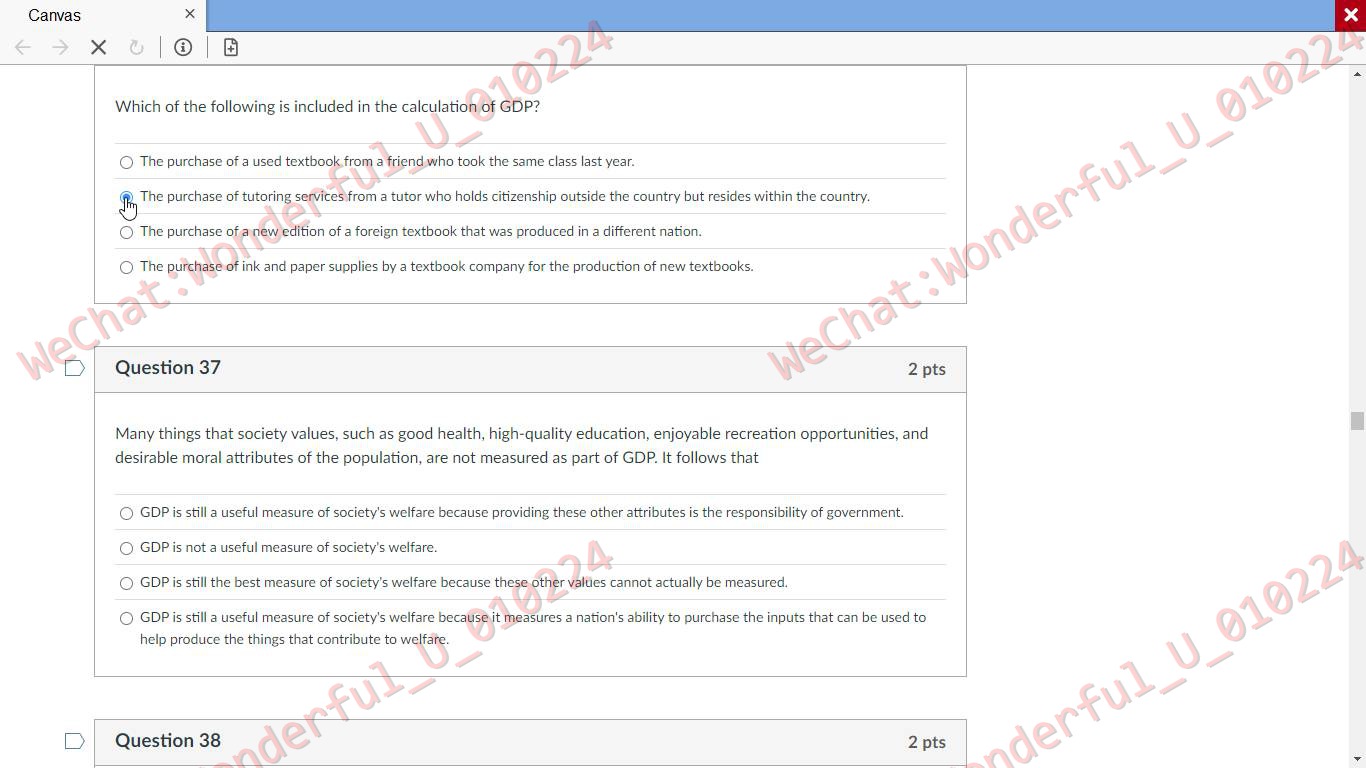 Canvas
Which of the following is included in the calculation of GDP?
The purchase of a used textbook from a friend who took the same class last year.
The purchase of tutoring services from a tutor who holds citizenship outside the country but resides within the country.
The purchase of a new edition of a foreign textbook that was produced in a different nation.
The purchase of ink and paper supplies by a textbook company for the production of new textbooks.
Question 37
2 pts
Many things that society values, such as good health, high-quality education, enjoyable recreation opportunities, and
desirable moral attributes of the population, are not measured as part of GDP. It follows that
GDP is still a useful measure of society's welfare because providing these other attributes is the responsibility of government.
GDP is not a useful measure of society's welfare.
GDP is still the best measure of society's welfare because these other values cannot actually be measured.
GDP is still a useful measure of society's welfare because it measures a nation's ability to purchase the inputs that can be used to
help produce the things that contribute to welfare.
Question 38
2 pts
WeChat:Wonderful_U_010224
WeChat:Wonderful_U_010224
onderful_U_010224
onderful_U_010224